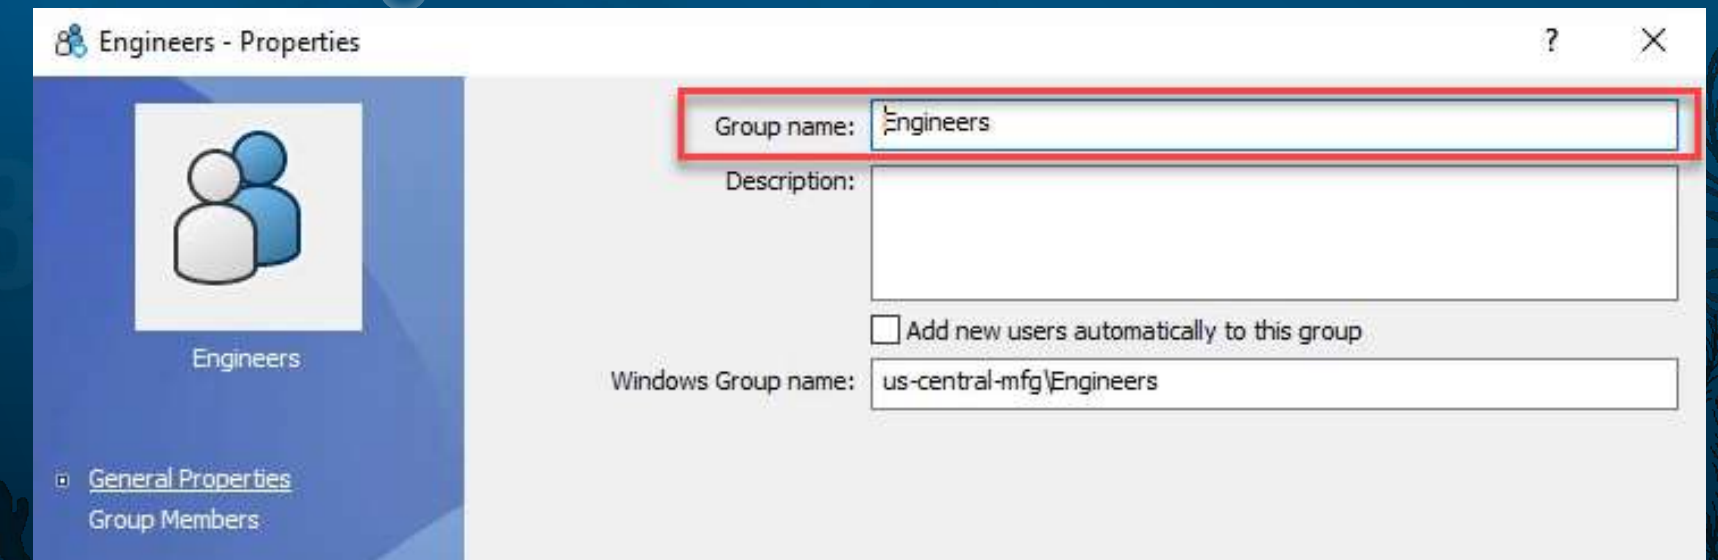 Engineers - Properties
?
Group name: Engineers
Description:
Add new users automatically to this group
Engineers
Windows Group name: us-central-mfg\Engineers
General Properties
Group Members